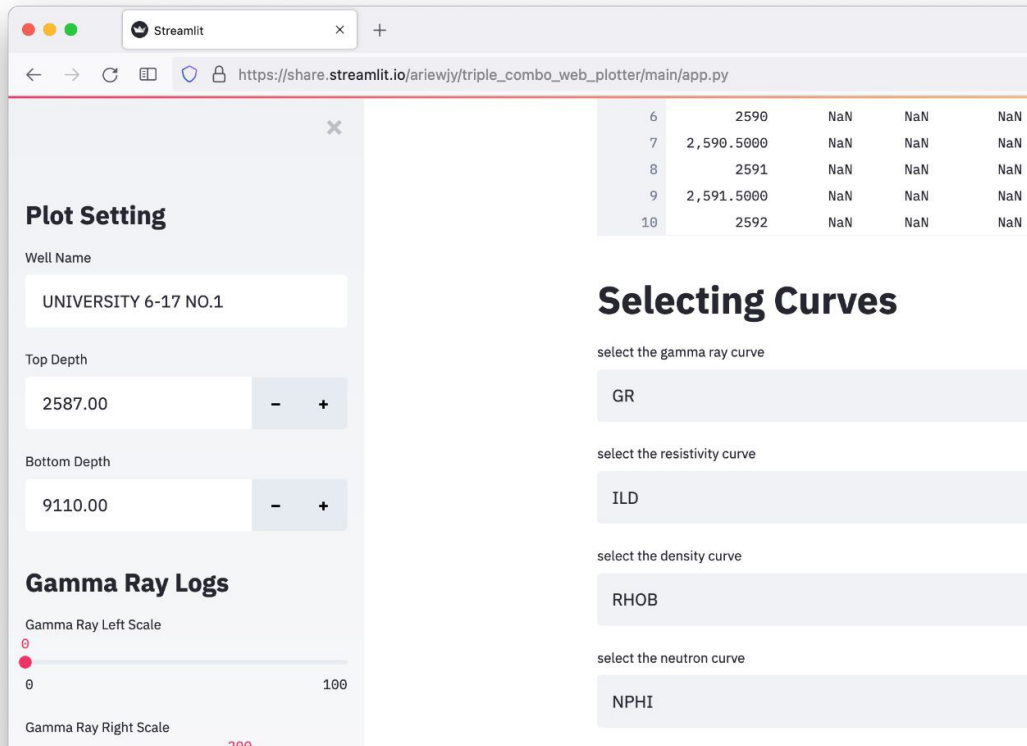 Streamlit
https://share.streamlit.io/ariewjy/triple_combo_web_plotter/main/app.py
Plot Setting
Well Name
UNIVERSITY 6-17 NO.1
Top Depth
2587.00 - +
Bottom Depth
9110.00 - +
Gamma Ray Logs
Gamma Ray Left Scale
0
0 100
Gamma Ray Right Scale
200
6 2590 NaN NaN NaN
7 2,590.5000 NaN NaN NaN
8 2591 NaN NaN NaN
9 2,591.5000 NaN NaN NaN
10 2592 NaN NaN NaN
Selecting Curves
select the gamma ray curve
GR
select the resistivity curve
ILD
select the density curve
RHOB
select the neutron curve
NPHI